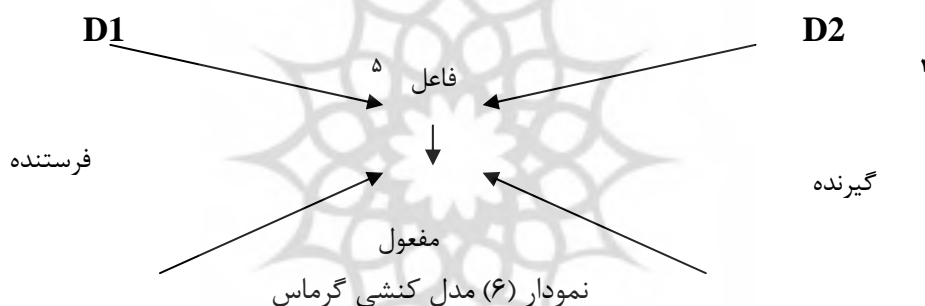 D1
D2
فاعل ۵
فرستنده
گیرنده
مفعول
نمودار (۶) مدل کنشی گرماس